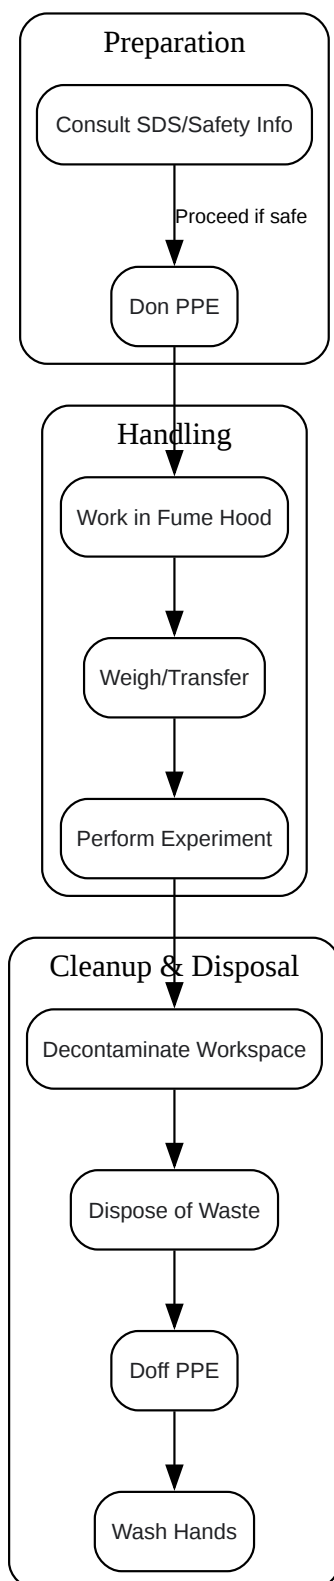 Preparation
Consult SDS/Safety Info
Proceed if safe
Don PPE
Handling
Work in Fume Hood
Weigh/Transfer
Perform Experiment
Cleanup & Disposal
Decontaminate Workspace
Dispose of Waste
Doff PPE
Wash Hands